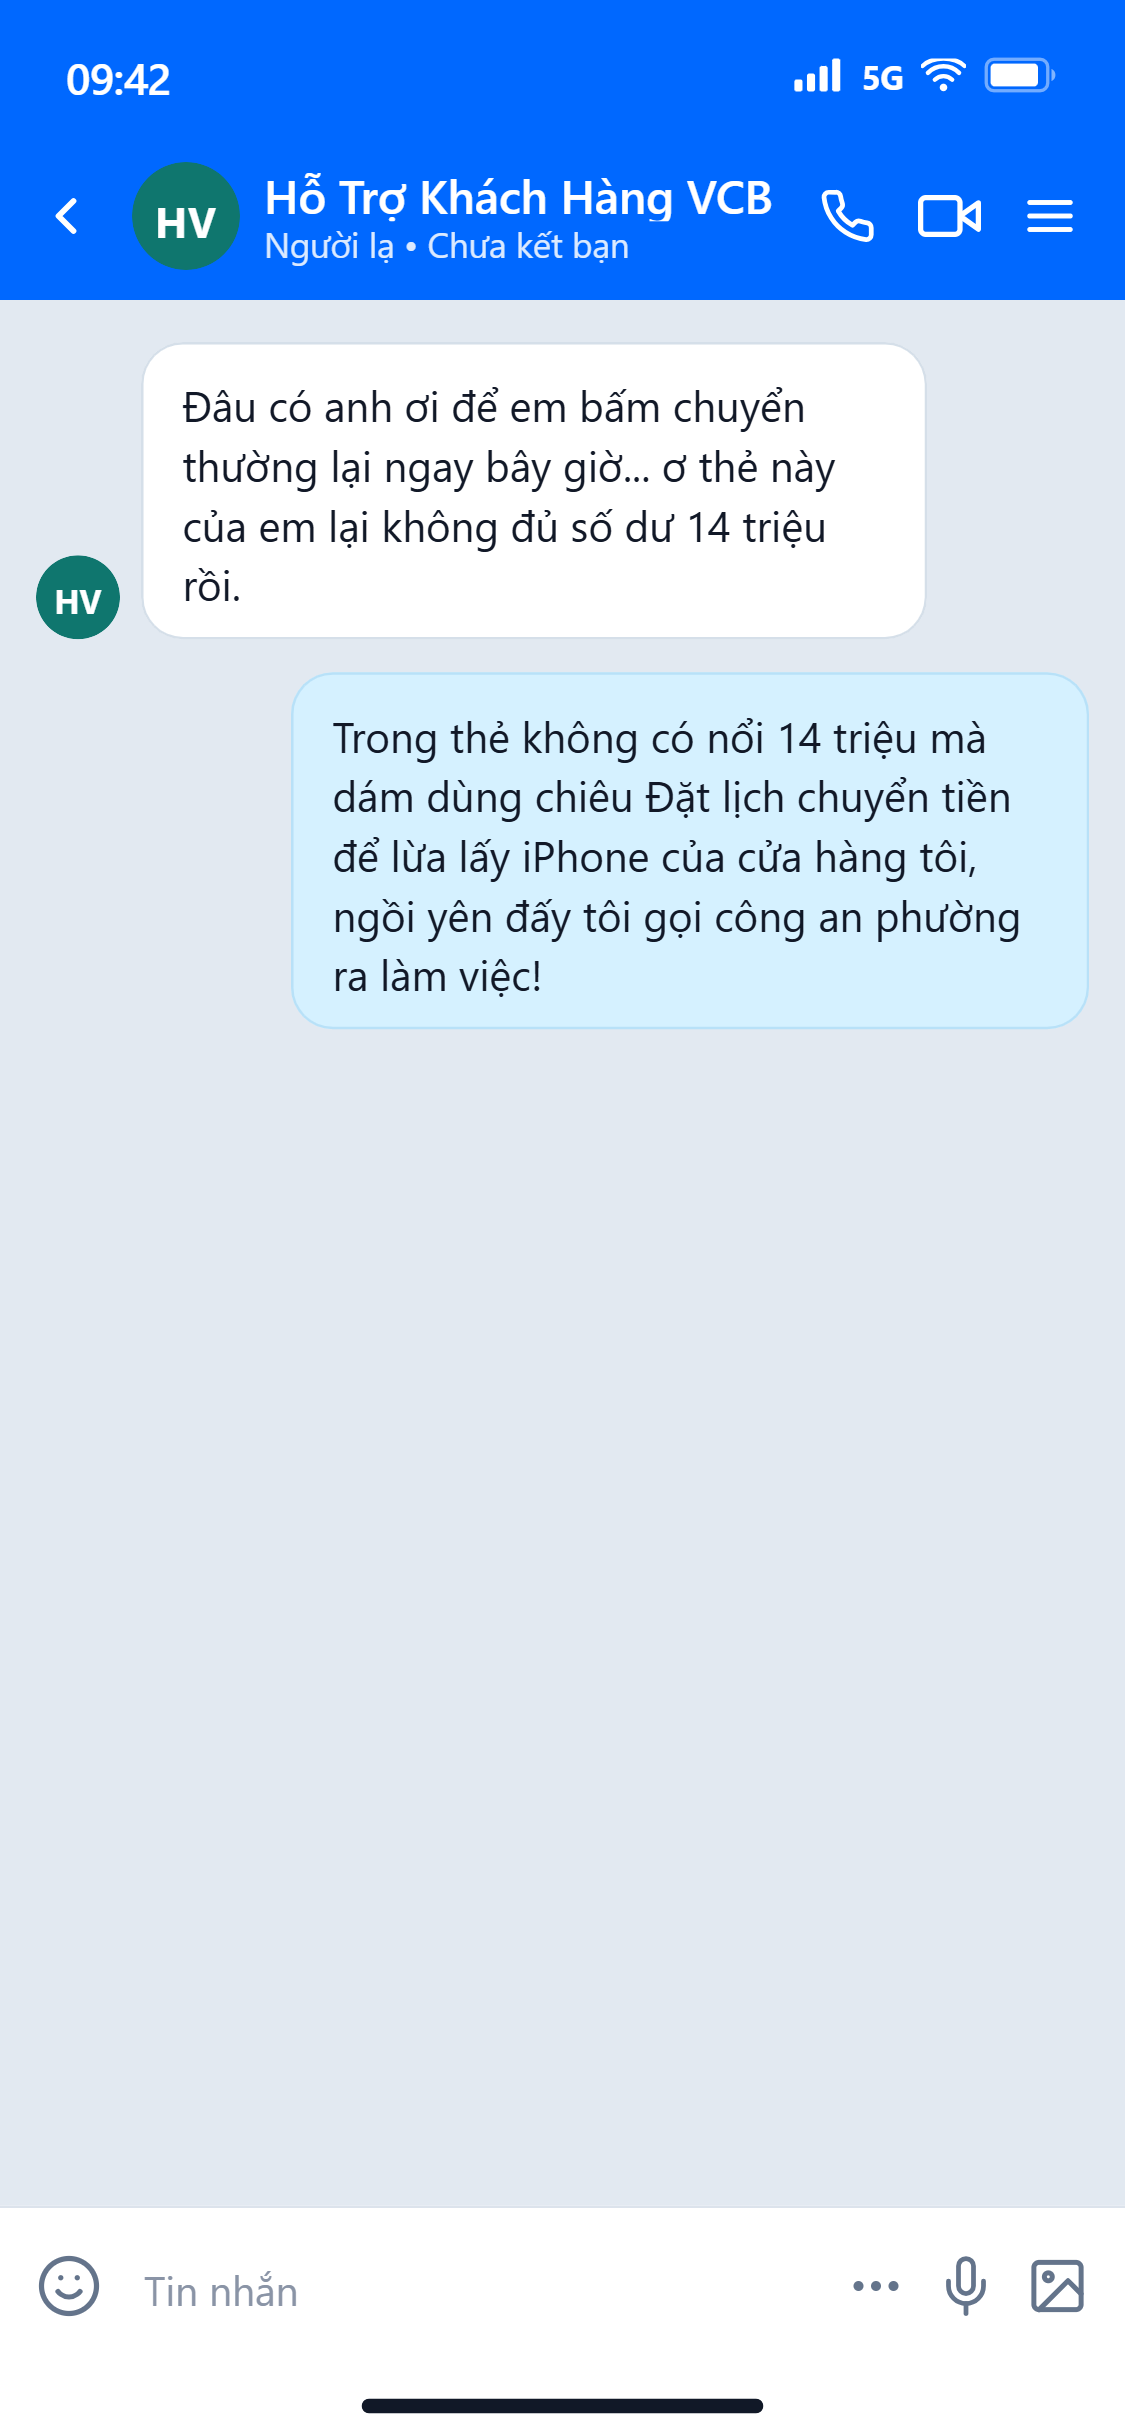 09:42
5G
HV
Hỗ Trợ Khách Hàng VCB
Người lạ • Chưa kết bạn
Đâu có anh ơi để em bấm chuyển
thường lại ngay bây giờ... ơ thẻ này
của em lại không đủ số dư 14 triệu
rồi.
HV
Trong thẻ không có nổi 14 triệu mà
dám dùng chiêu Đặt lịch chuyển tiền
để lừa lấy iPhone của cửa hàng tôi,
ngồi yên đấy tôi gọi công an phường
ra làm việc!
Tin nhắn